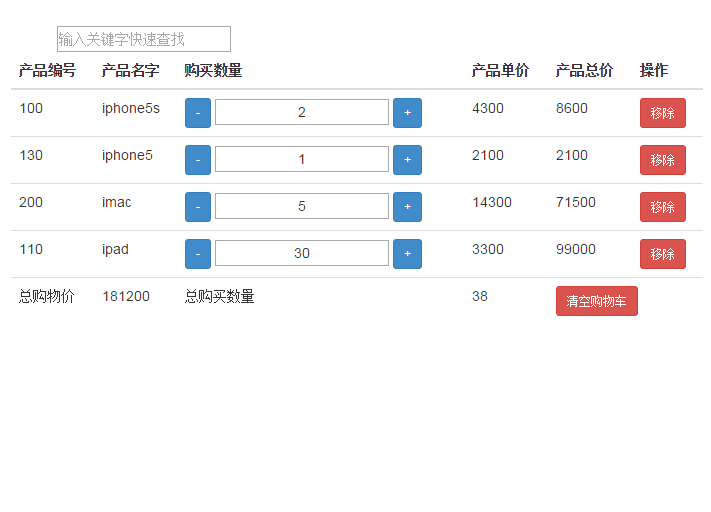 输入关键字快速查找
产品编号 产品名字 购买数量 产品单价 产品总价 操作
100 iphone5s - 2 + 4300 8600 移除
130 iphone5 - 1 + 2100 2100 移除
200 imac - 5 + 14300 71500 移除
110 ipad - 30 + 3300 99000 移除
总购物价 181200 总购买数量 38 清空购物车